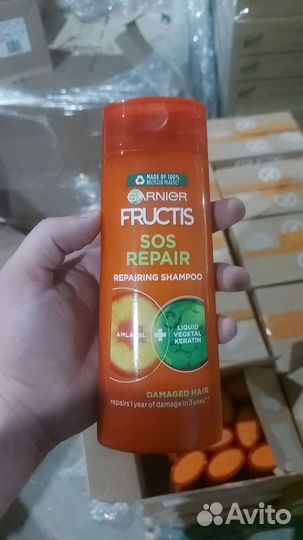 MADE OF 100%
RECYCLED PLASTIC*
GARNIER
FRUCTIS
SOS
REPAIR
REPAIRING SHAMPOO
AMLA OIL
+
LIQUID
VEGETAL
KERATIN
DAMAGED HAIR
repairs 1 year of damage in 3 uses**
Avito